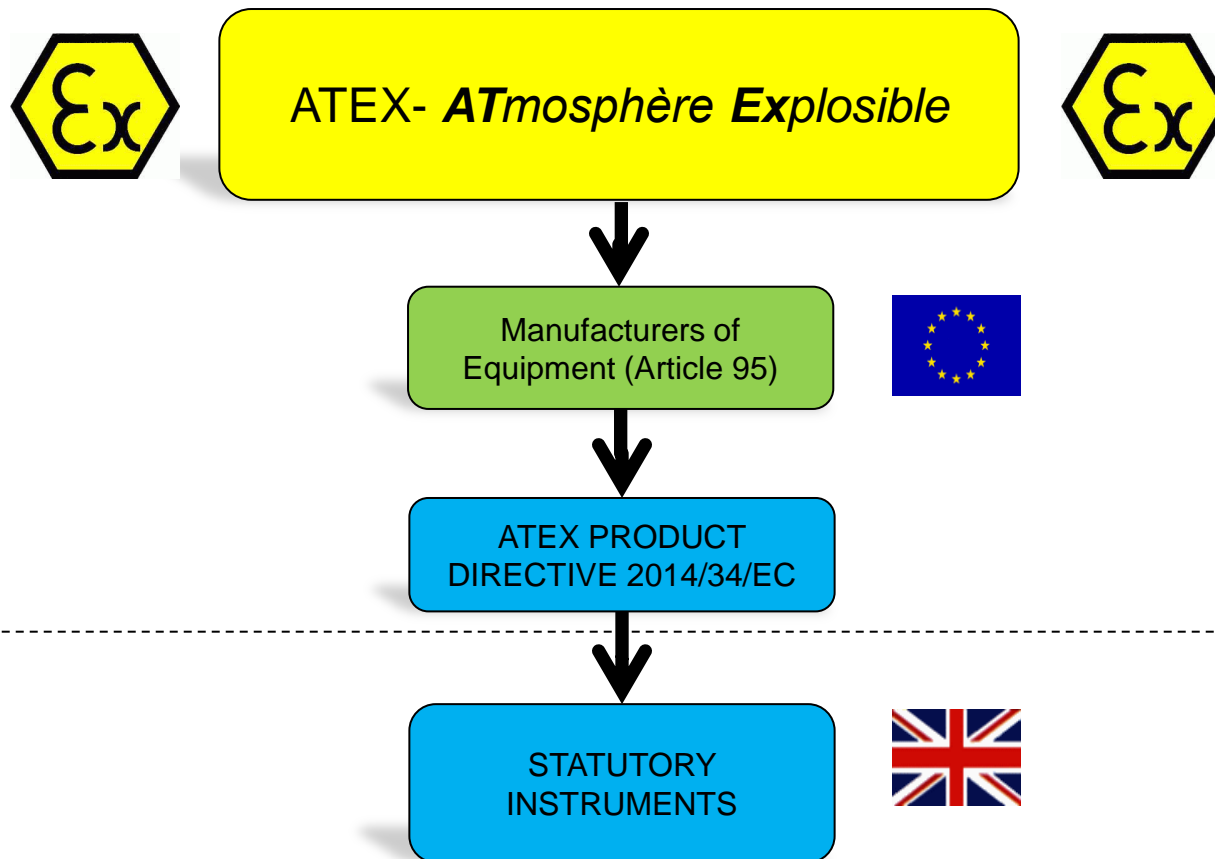 Ex
ATEX- ATmosphère Explosible
Ex
Manufacturers of
Equipment (Article 95)
ATEX PRODUCT
DIRECTIVE 2014/34/EC
STATUTORY
INSTRUMENTS